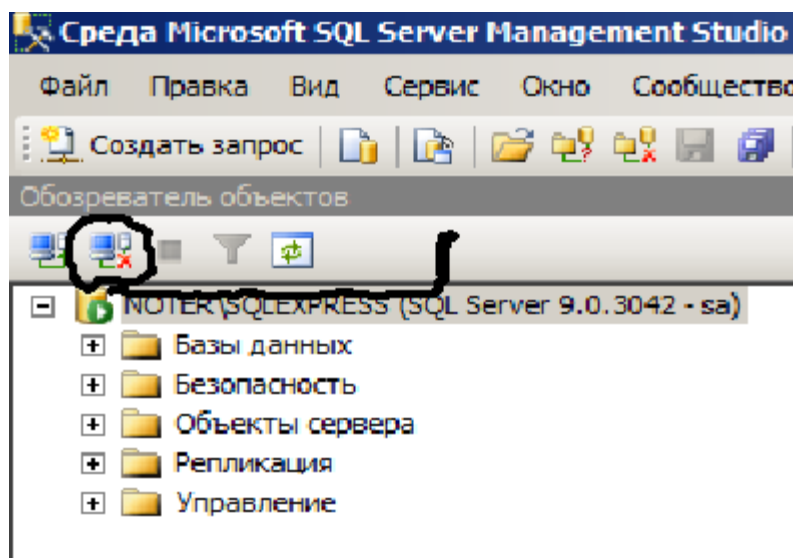 Среда Microsoft SQL Server Management Studio
Файл Правка Вид Сервис Окно Сообщество
Создать запрос
Обозреватель объектов
NOTER\SQLEXPRESS (SQL Server 9.0.3042 - sa)
Базы данных
Безопасность
Объекты сервера
Репликация
Управление